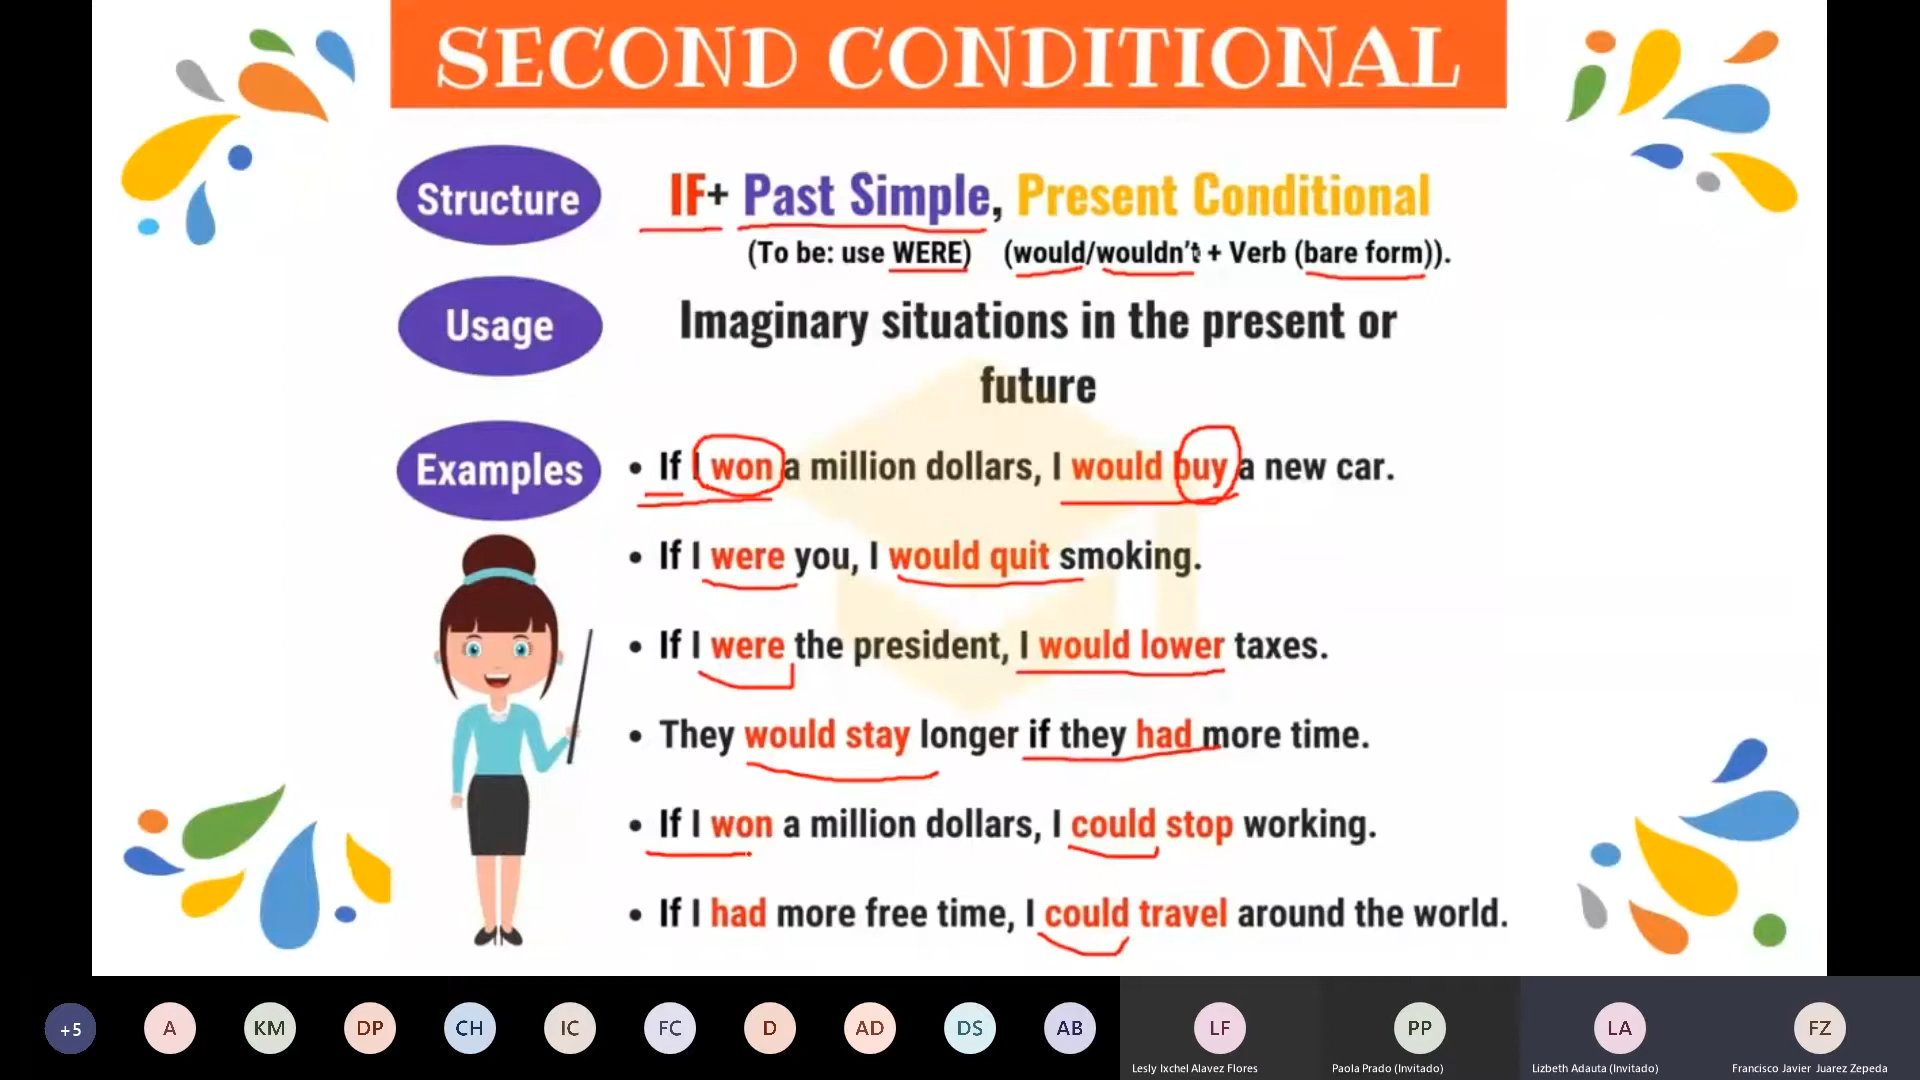 SECOND CONDITIONAL
Structure
IF+ Past Simple, Present Conditional
(To be: use WERE) (would/wouldn't + Verb (bare form)).
Usage
Imaginary situations in the present or
future
Examples
• If I won a million dollars, I would buy a new car.
• If I were you, I would quit smoking.
• If I were the president, I would lower taxes.
• They would stay longer if they had more time.
• If I won a million dollars, I could stop working.
• If I had more free time, I could travel around the world.
+5 A KM DP CH IC FC D AD DS AB LF PP LA FZ
Lesly Ixchel Alavez Flores Paola Prado (Invitado) Lizbeth Adauta (Invitado) Francisco Javier Juarez Zepeda